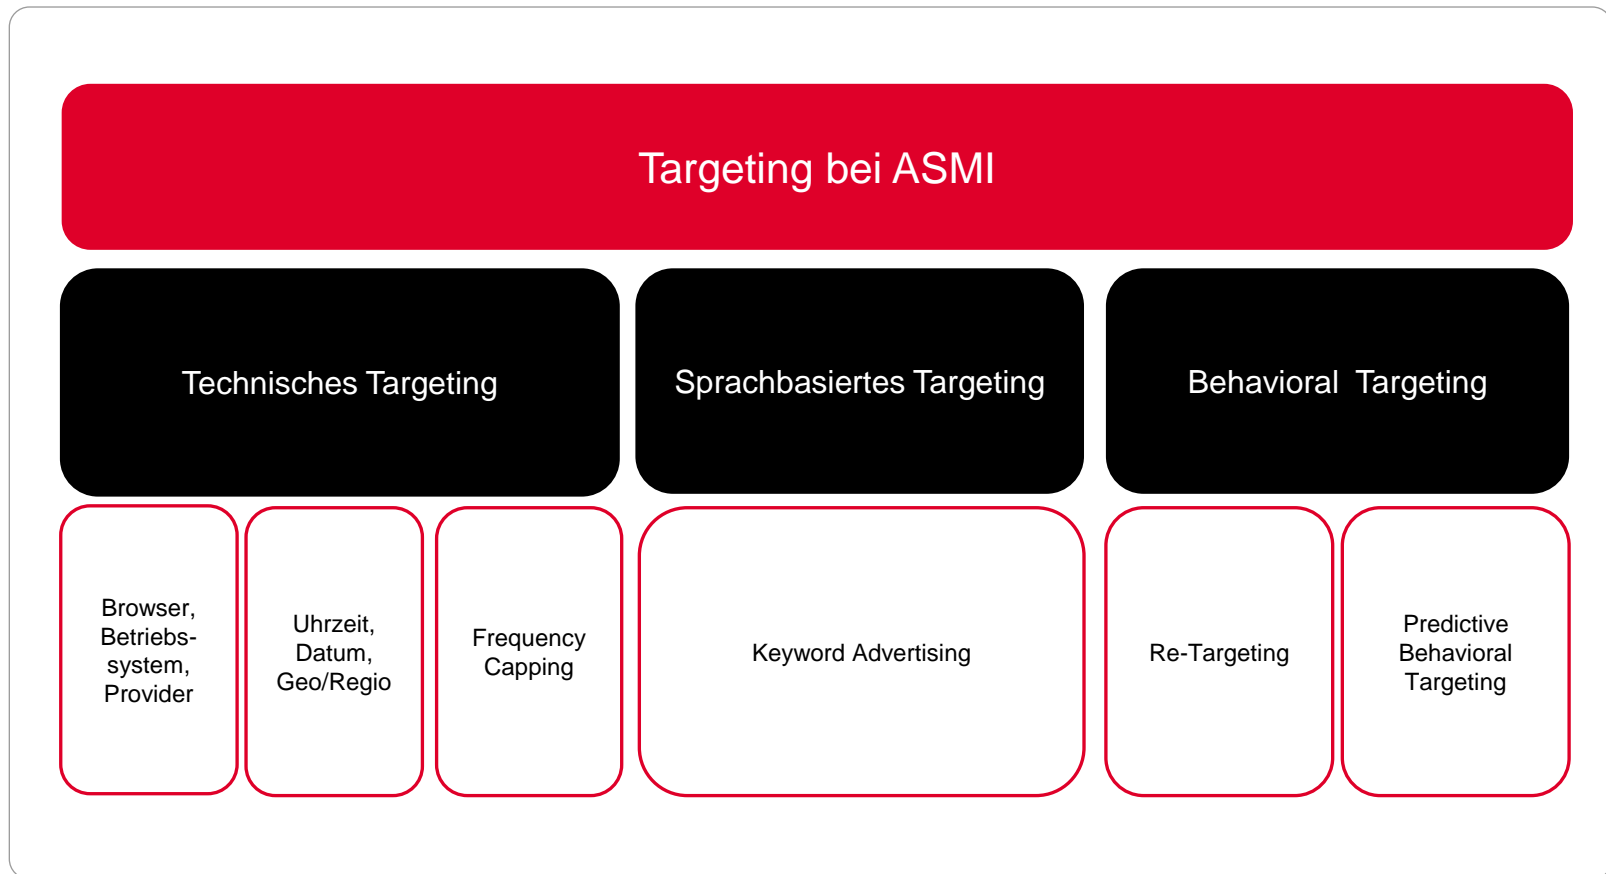 Targeting bei ASMI
Technisches Targeting
Sprachbasiertes Targeting
Behavioral  Targeting
Browser,
Betriebs-
system,
Provider
Uhrzeit,
Datum,
Geo/Regio
Frequency
Capping
Keyword Advertising
Re-Targeting
Predictive
Behavioral
Targeting